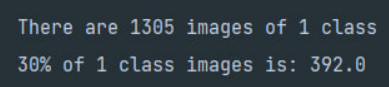 There are 1305 images of 1 class
30% of 1 class images is: 392.0